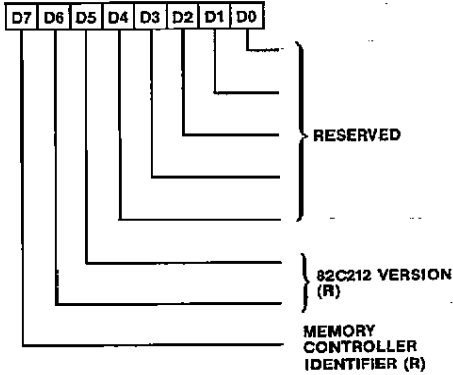 D7 D6 D5 D4 D3 D2 D1 D0
RESERVED
82C212 VERSION
(R)
MEMORY
CONTROLLER
IDENTIFIER (R)